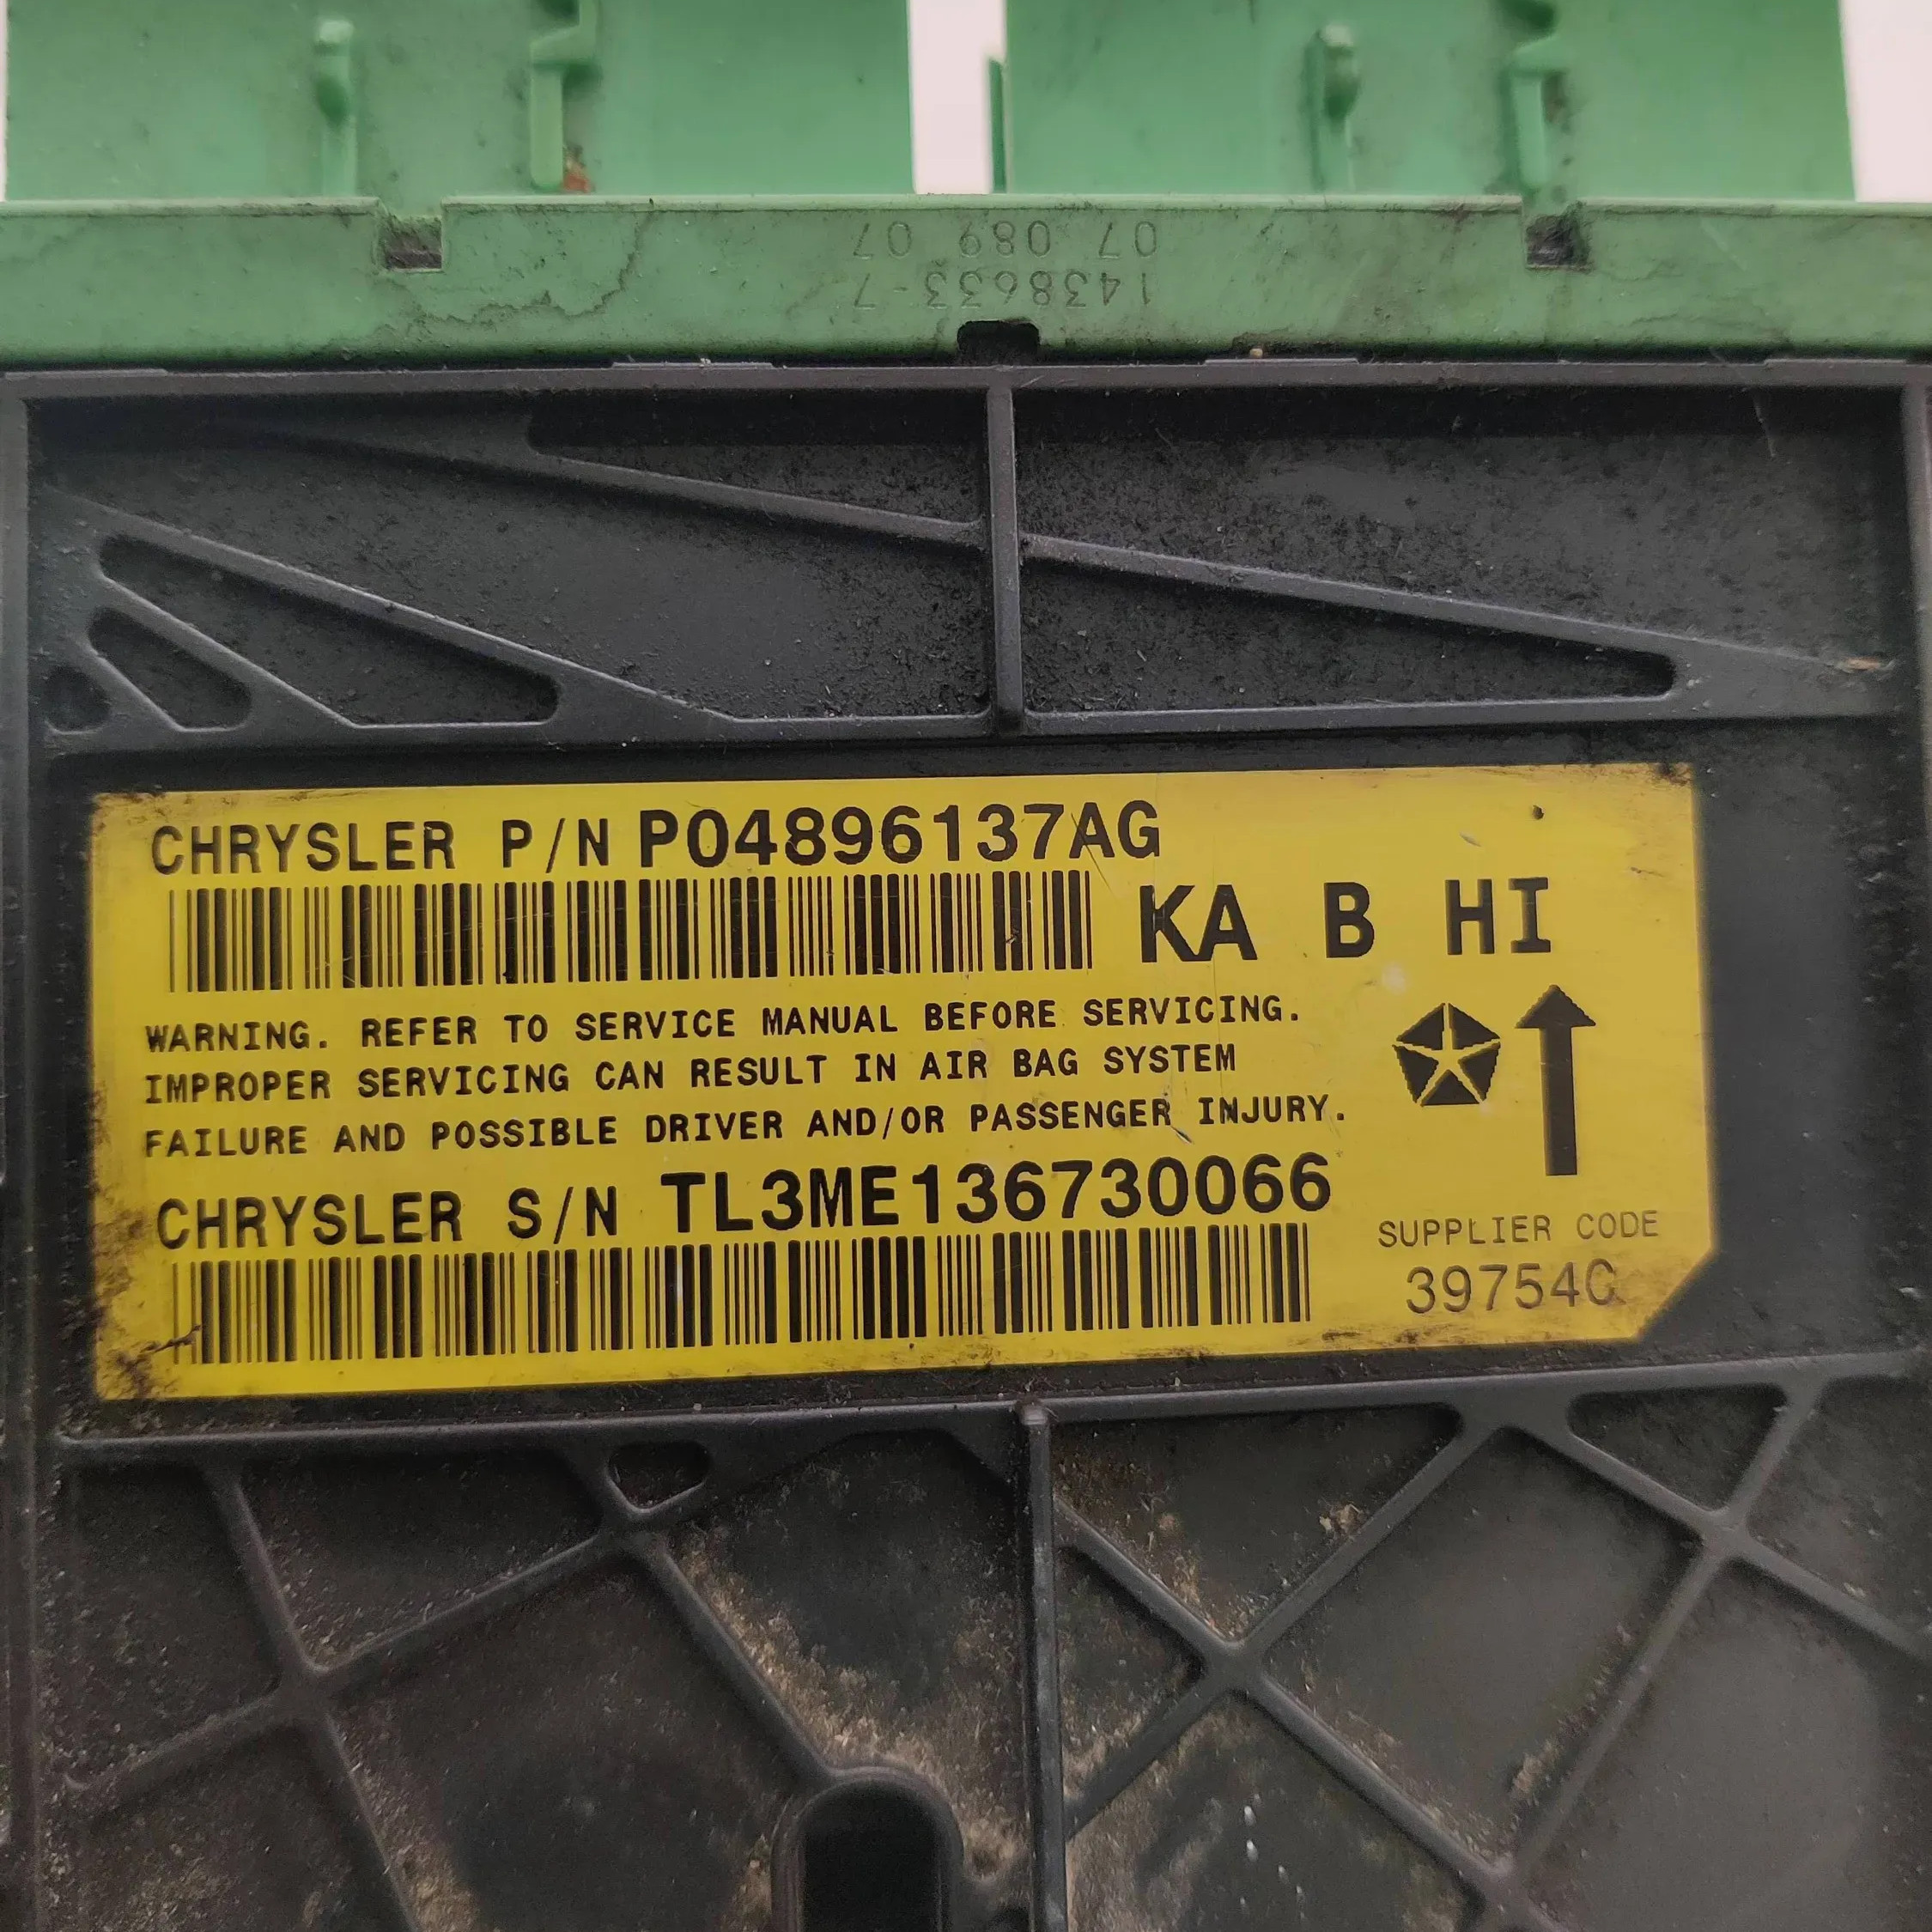 07 089 07
1438633-7
CHRYSLER P/N P04896137AG
KA B HI
WARNING. REFER TO SERVICE MANUAL BEFORE SERVICING.
IMPROPER SERVICING CAN RESULT IN AIR BAG SYSTEM
FAILURE AND POSSIBLE DRIVER AND/OR PASSENGER INJURY.
CHRYSLER S/N TL3ME136730066
SUPPLIER CODE
39754C